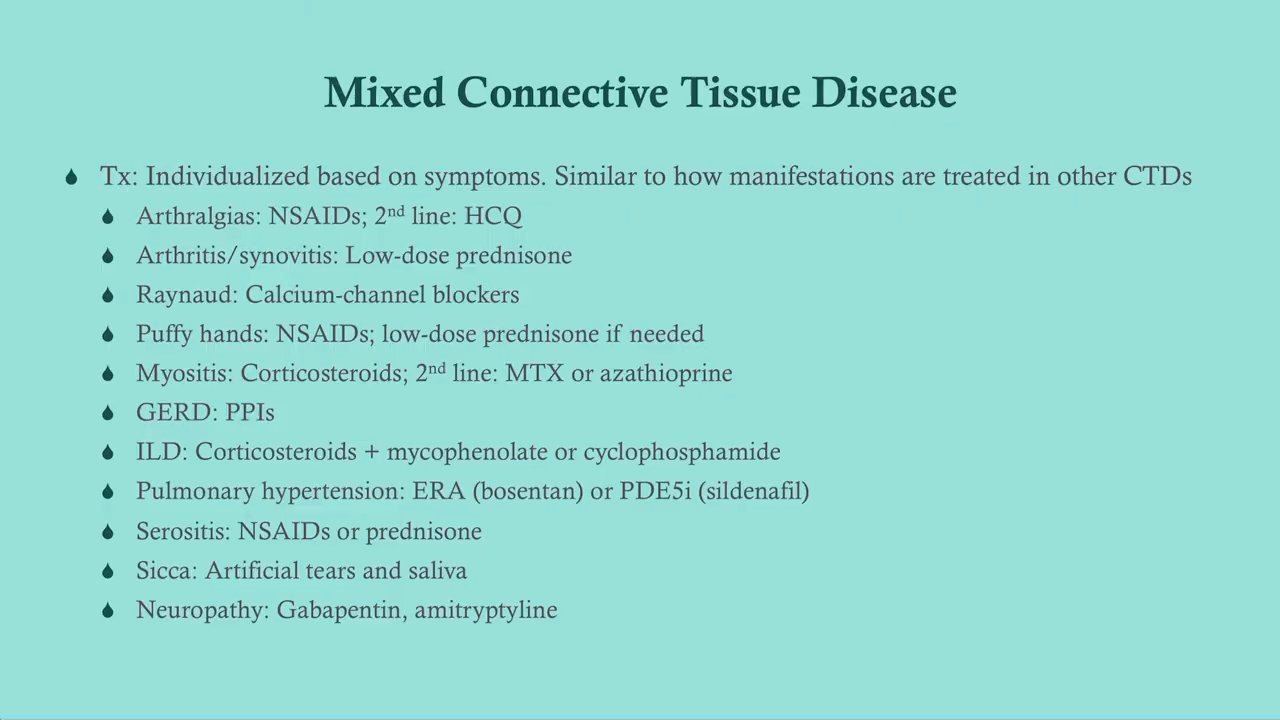 Mixed Connective Tissue Disease
Tx: Individualized based on symptoms. Similar to how manifestations are treated in other CTDs
Arthralgias: NSAIDs; 2nd line: HCQ
Arthritis/synovitis: Low-dose prednisone
Raynaud: Calcium-channel blockers
Puffy hands: NSAIDs; low-dose prednisone if needed
Myositis: Corticosteroids; 2nd line: MTX or azathioprine
GERD: PPIs
ILD: Corticosteroids + mycophenolate or cyclophosphamide
Pulmonary hypertension: ERA (bosentan) or PDE5i (sildenafil)
Serositis: NSAIDs or prednisone
Sicca: Artificial tears and saliva
Neuropathy: Gabapentin, amitryptyline